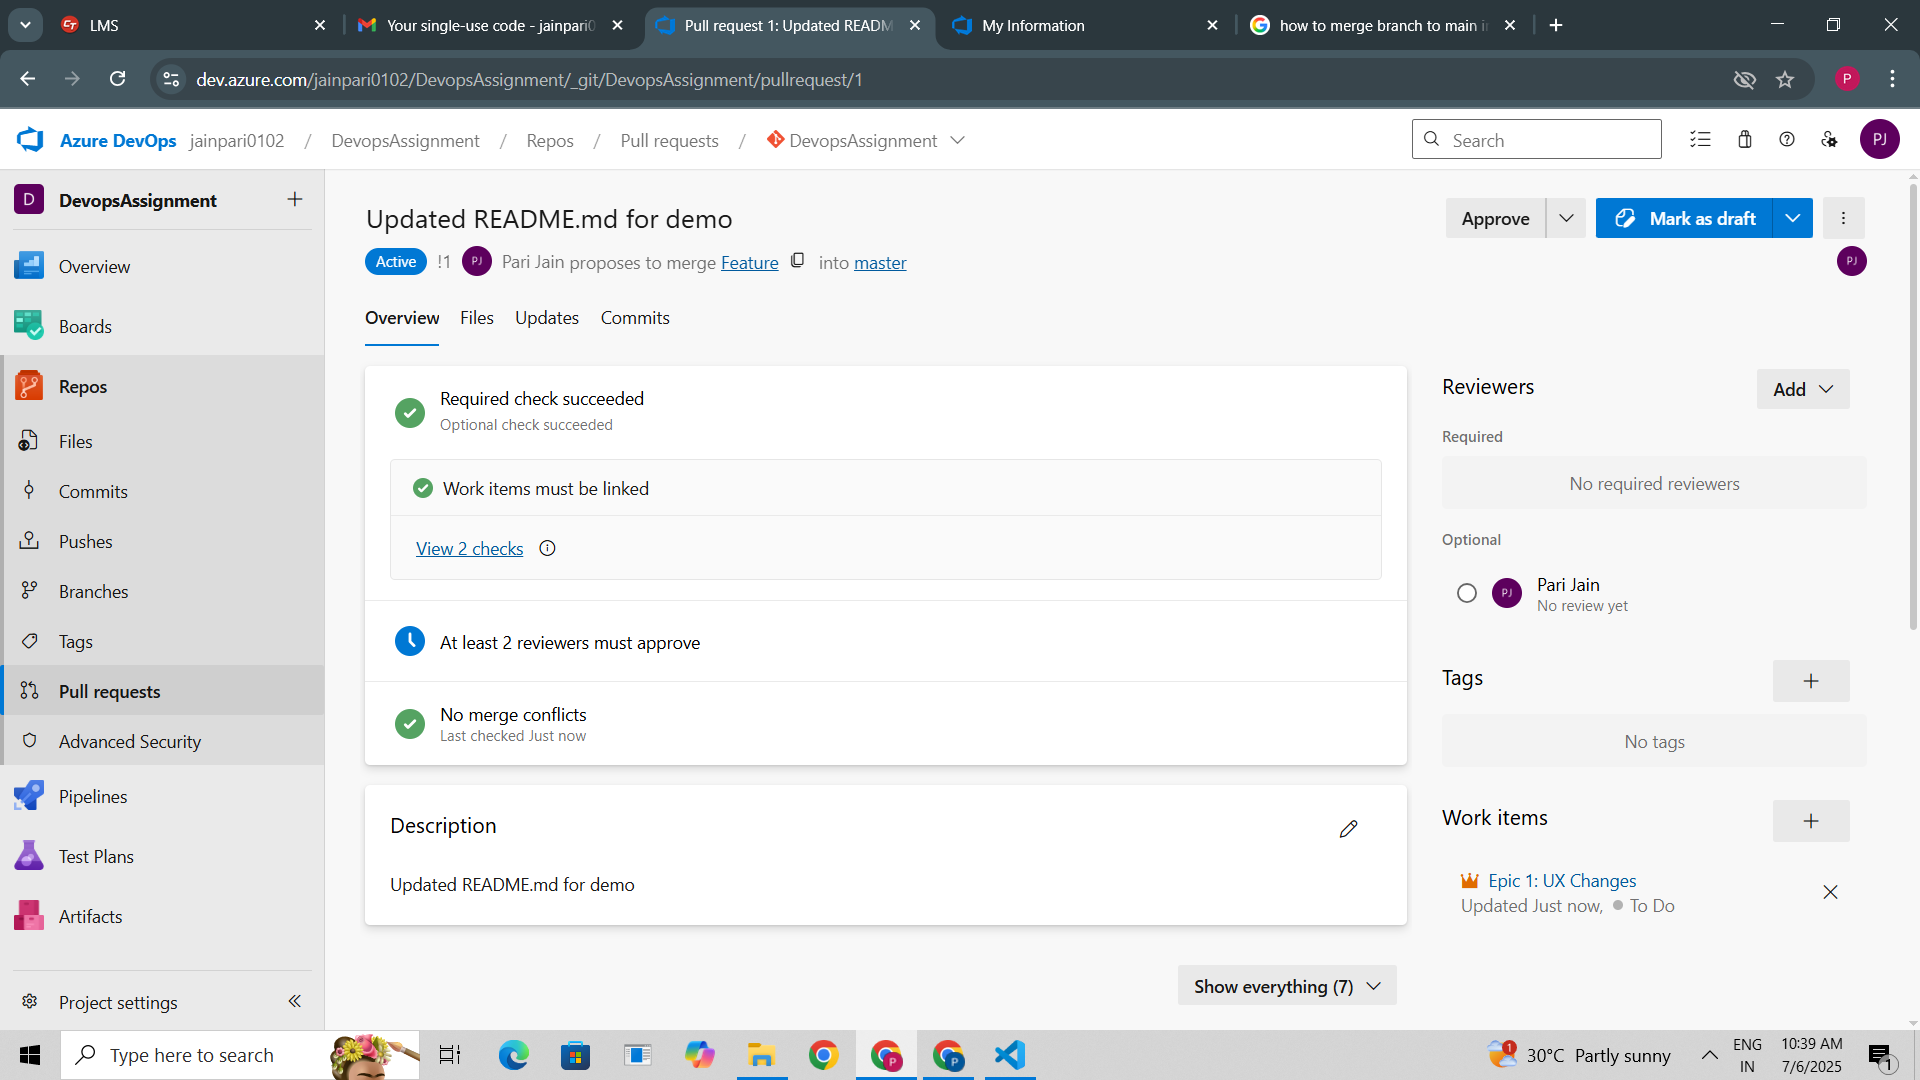 LMS
Your single-use code - jainpari0
Pull request 1: Updated READM
My Information
how to merge branch to main i
dev.azure.com/jainpari0102/DevopsAssignment/_git/DevopsAssignment/pullrequest/1
P
Azure DevOps jainpari0102 / DevopsAssignment / Repos / Pull requests / DevopsAssignment
Search
PJ
D DevopsAssignment
Overview
Boards
Repos
Files
Commits
Pushes
Branches
Tags
Pull requests
Advanced Security
Pipelines
Test Plans
Artifacts
Project settings
Updated README.md for demo
Approve
Mark as draft
Active !1 PJ Pari Jain proposes to merge Feature into master
PJ
Overview Files Updates Commits
Required check succeeded
Optional check succeeded
Work items must be linked
View 2 checks
At least 2 reviewers must approve
No merge conflicts
Last checked Just now
Description
Updated README.md for demo
Show everything (7)
Reviewers
Add
Required
No required reviewers
Optional
PJ Pari Jain
No review yet
Tags
No tags
Work items
Epic 1: UX Changes
Updated Just now, To Do
Type here to search
P
P
1
30°C Partly sunny
ENG
IN
10:39 AM
7/6/2025
1